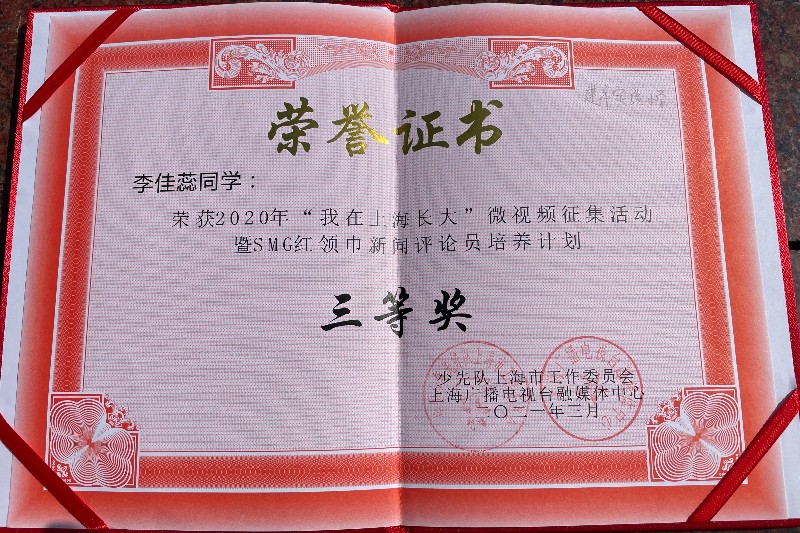 荣誉证书
李佳蕊同学：
荣获2020年“我在上海长大”微视频征集活动
暨SMG红领巾新闻评论员培养计划
三等奖
少先队上海市工作委员会
上海广播电视台融媒体中心
二〇二一年三月